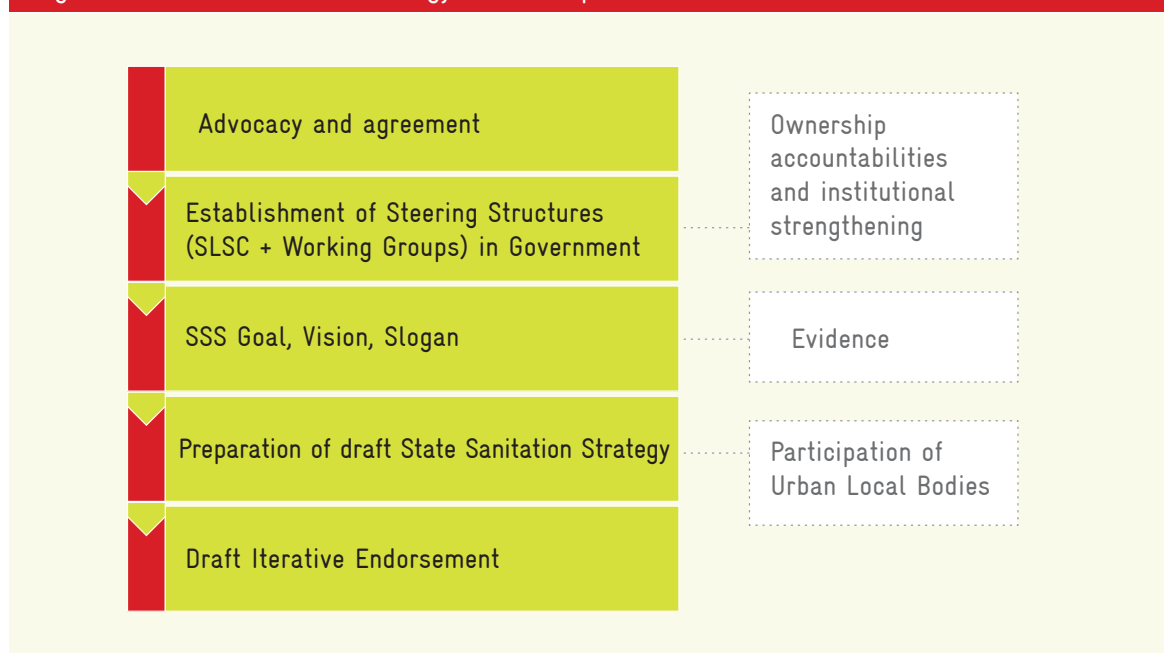 Advocacy and agreement
Establishment of Steering Structures
(SLSC + Working Groups) in Government
Ownership
accountabilities
and institutional
strengthening
SSS Goal, Vision, Slogan
Evidence
Preparation of draft State Sanitation Strategy
Participation of
Urban Local Bodies
Draft Iterative Endorsement